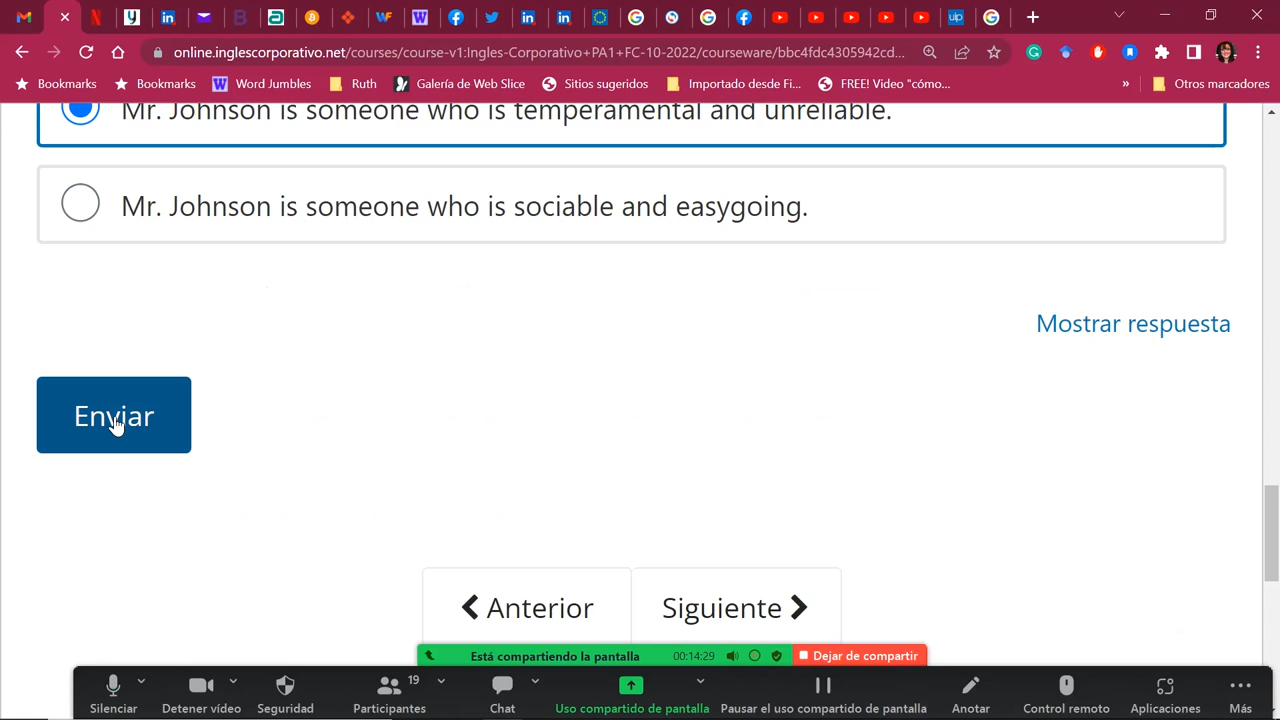 online.inglescorporativo.net/courses/course-v1:Ingles-Corporativo+PA1+FC-10-2022/courseware/bbc4fdc4305942cd...
Bookmarks Bookmarks Word Jumbles Ruth Galería de Web Slice Sitios sugeridos Importado desde Fi... FREE! Video "cómo... » Otros marcadores
Mr. Johnson is someone who is temperamental and unreliable.
Mr. Johnson is someone who is sociable and easygoing.
Mostrar respuesta
Enviar
Anterior Siguiente
Está compartiendo la pantalla 00:14:29 Dejar de compartir
19
Silenciar Detener vídeo Seguridad Participantes Chat Uso compartido de pantalla Pausar el uso compartido de pantalla Anotar Control remoto Aplicaciones Más